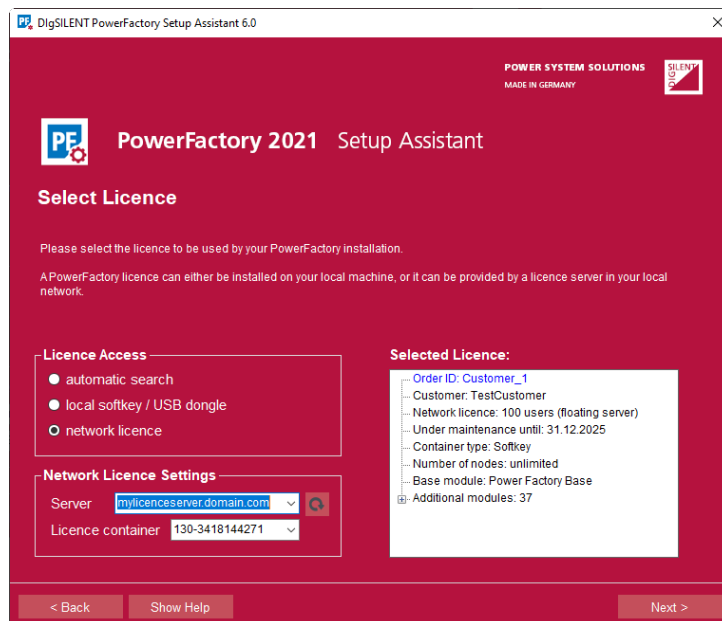 DIgSILENT PowerFactory Setup Assistant 6.0
POWER SYSTEM SOLUTIONS
MADE IN GERMANY
DIgSILENT
PF
PowerFactory 2021 Setup Assistant
Select Licence
Please select the licence to be used by your PowerFactory installation.
A PowerFactory licence can either be installed on your local machine, or it can be provided by a licence server in your local
network.
Licence Access
automatic search
local softkey / USB dongle
network licence
Network Licence Settings
Server mylicenceserver.domain.com
Licence container 130-3418144271
Selected Licence:
Order ID: Customer_1
Customer: TestCustomer
Network licence: 100 users (floating server)
Under maintenance until: 31.12.2025
Container type: Softkey
Number of nodes: unlimited
Base module: Power Factory Base
Additional modules: 37
< Back
Show Help
Next >